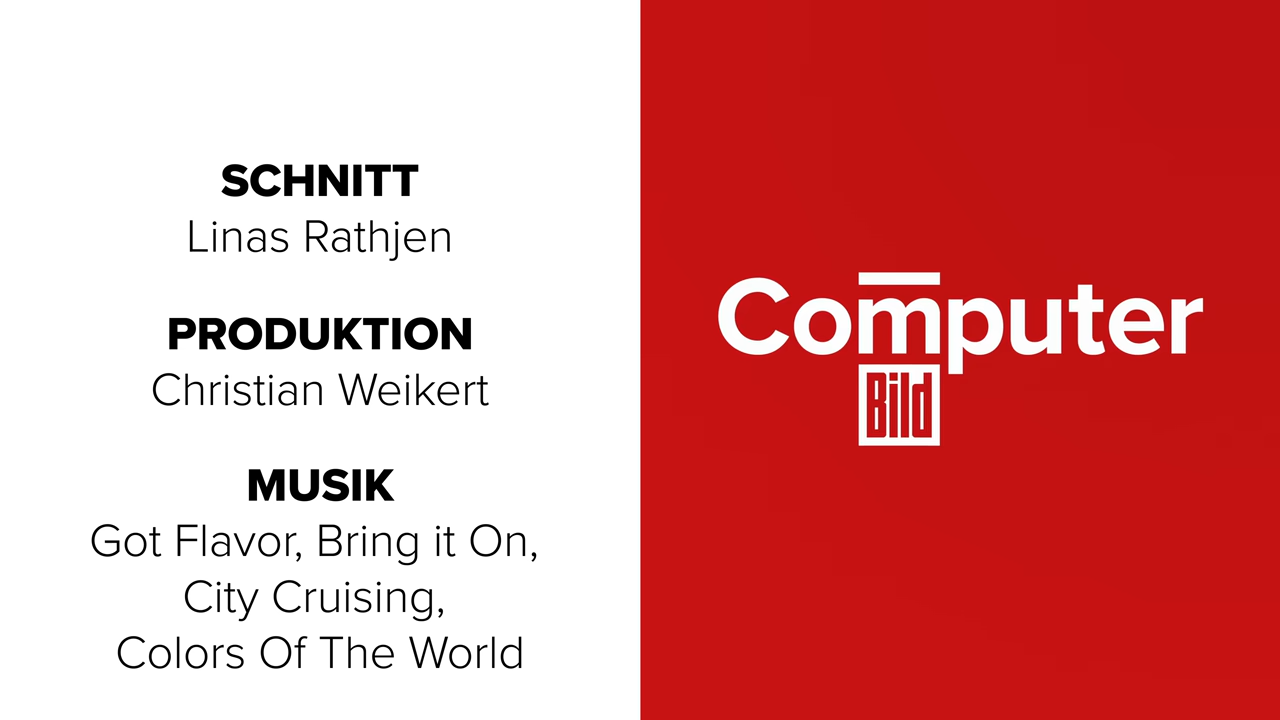 SCHNITT
Linas Rathjen
PRODUKTION
Christian Weikert
MUSIK
Got Flavor, Bring it On,
City Cruising,
Colors Of The World
Computer
Bild